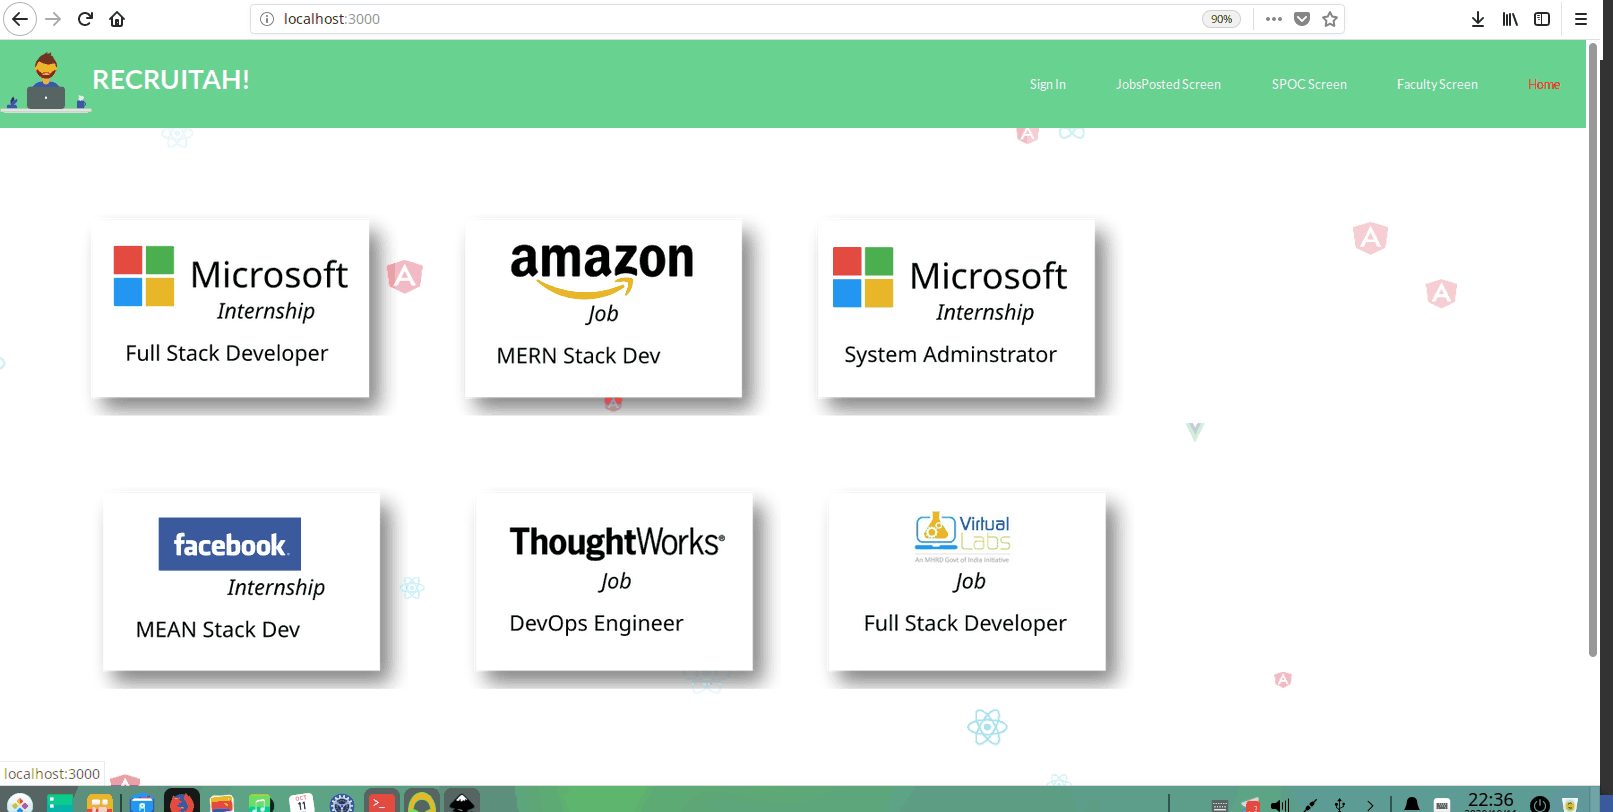 localhost:3000
90%
RECRUITAH!
Sign In
JobsPosted Screen
SPOC Screen
Faculty Screen
Home
Microsoft
Internship
Full Stack Developer
amazon
Job
MERN Stack Dev
Microsoft
Internship
System Adminstrator
facebook
Internship
MEAN Stack Dev
ThoughtWorks®
Job
DevOps Engineer
Virtual
Labs
An MHRD Govt of India Initiative
Job
Full Stack Developer
localhost:3000
OCT
11
22:36